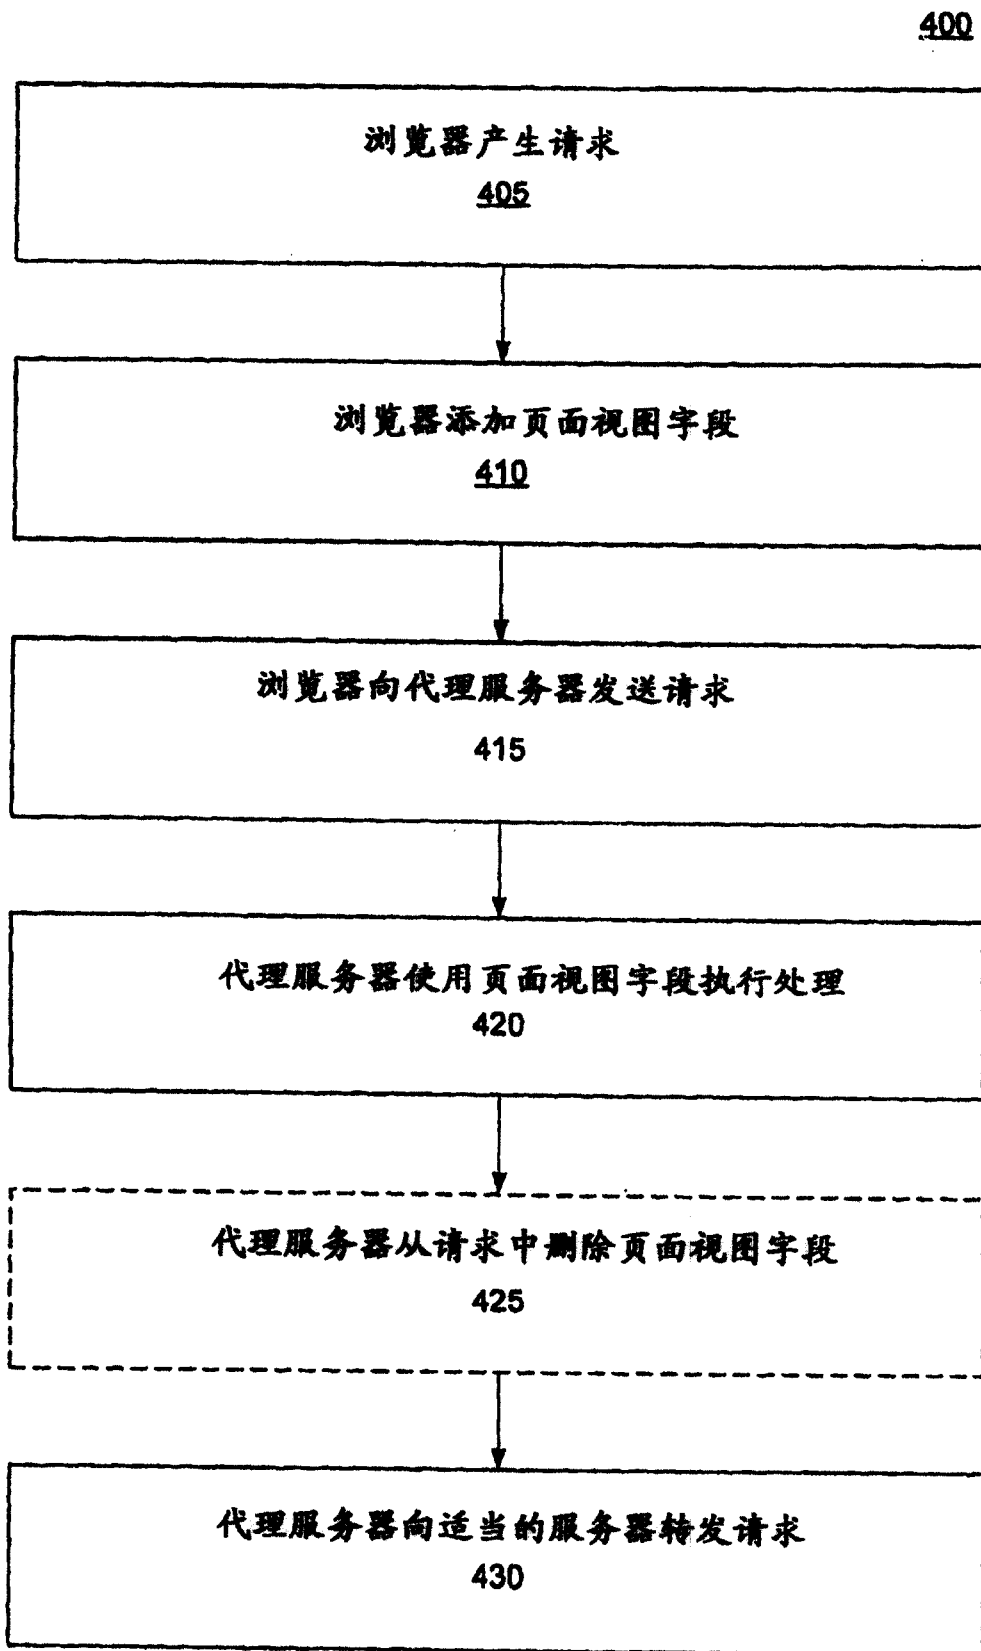 400
浏览器产生请求
405
浏览器添加页面视图字段
410
浏览器向代理服务器发送请求
415
代理服务器使用页面视图字段执行处理
420
代理服务器从请求中删除页面视图字段
425
代理服务器向适当的服务器转发请求
430